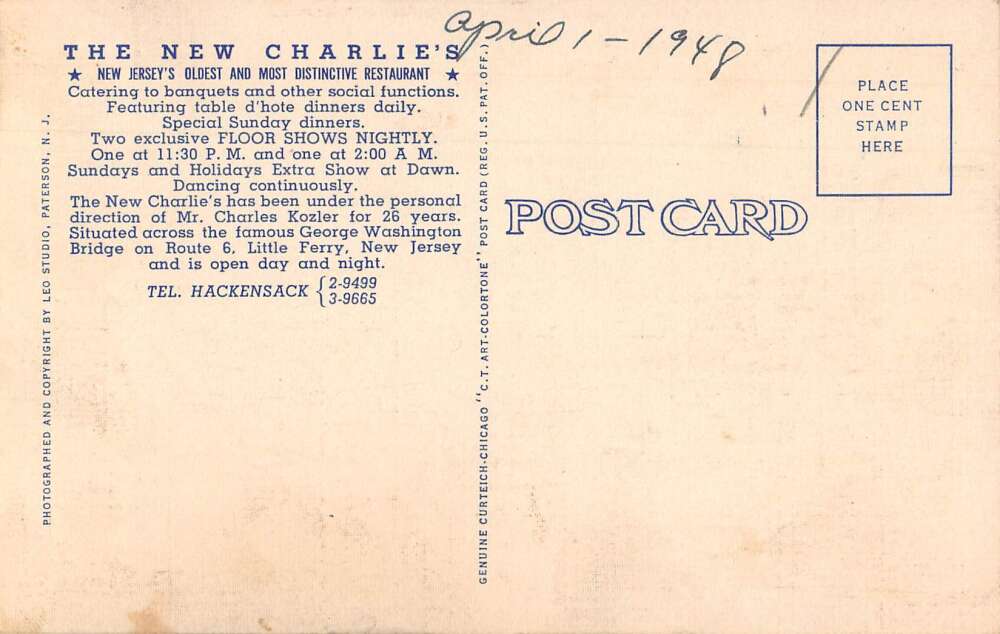 April 1 - 1948
THE NEW CHARLIE'S
★ NEW JERSEY'S OLDEST AND MOST DISTINCTIVE RESTAURANT ★
Catering to banquets and other social functions.
Featuring table d'hote dinners daily.
Special Sunday dinners.
Two exclusive FLOOR SHOWS NIGHTLY.
One at 11:30 P. M. and one at 2:00 A M.
Sundays and Holidays Extra Show at Dawn.
Dancing continuously.
The New Charlie's has been under the personal
direction of Mr. Charles Kozler for 26 years.
Situated across the famous George Washington
Bridge on Route 6, Little Ferry, New Jersey
and is open day and night.
TEL. HACKENSACK { 2-9499
3-9665
PHOTOGRAPHED AND COPYRIGHT BY LEO STUDIO, PATERSON, N. J.
GENUINE CURTEICH-CHICAGO "C.T. ART-COLORTONE" POST CARD (REG. U.S. PAT. OFF.)
POST CARD
PLACE
ONE CENT
STAMP
HERE